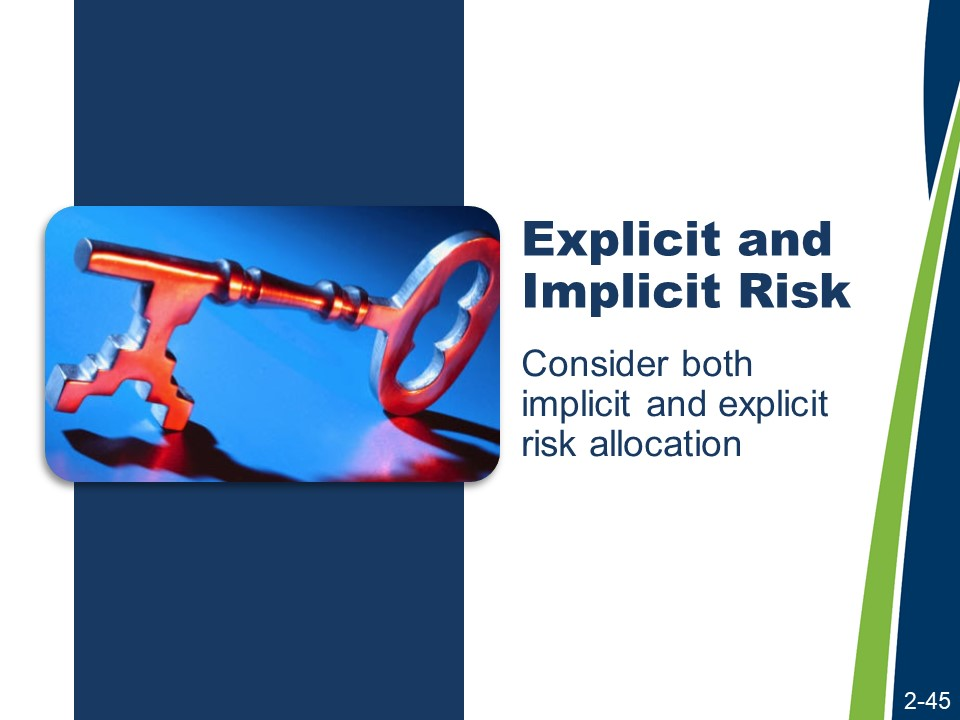 Explicit and
Implicit Risk
Consider both
implicit and explicit
risk allocation
2-45